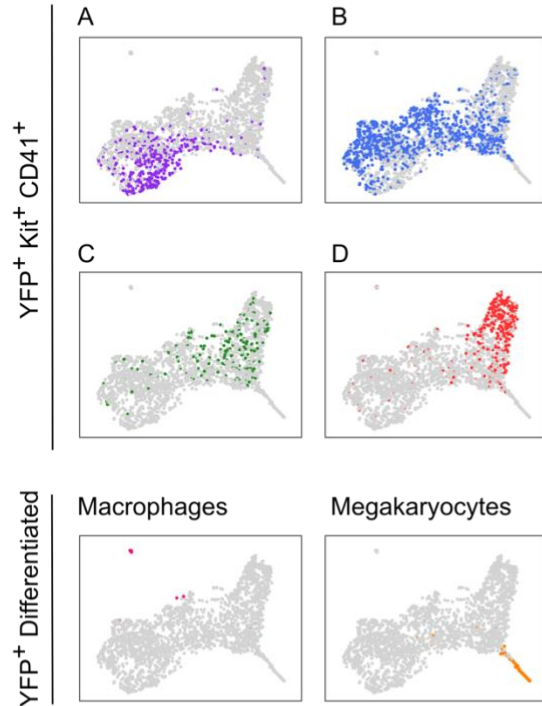 A
B
YFP+ Kit+ CD41+
C
D
YFP+ Differentiated
Macrophages
Megakaryocytes